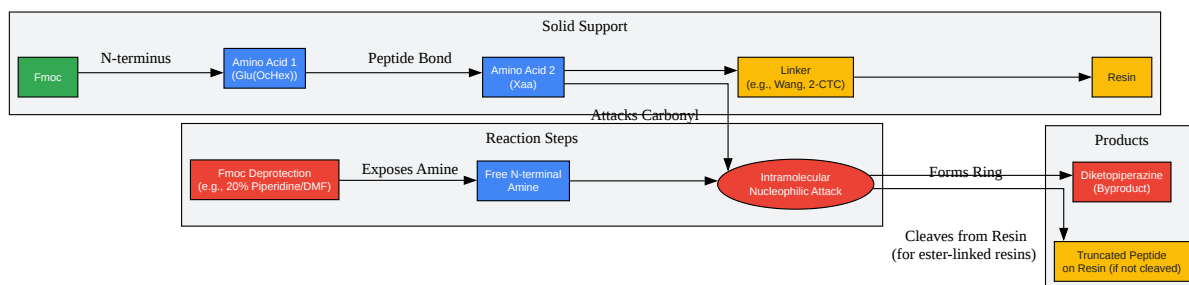 Solid Support
Fmoc
N-terminus
Amino Acid 1
(Glu(OcHex))
Peptide Bond
Amino Acid 2
(Xaa)
Linker
(e.g., Wang, 2-CTC)
Resin
Attacks Carbonyl
Reaction Steps
Fmoc Deprotection
(e.g., 20% Piperidine/DMF)
Exposes Amine
Free N-terminal
Amine
Intramolecular
Nucleophilic Attack
Forms Ring
Cleaves from Resin
(for ester-linked resins)
Products
Diketopiperazine
(Byproduct)
Truncated Peptide
on Resin (if not cleaved)